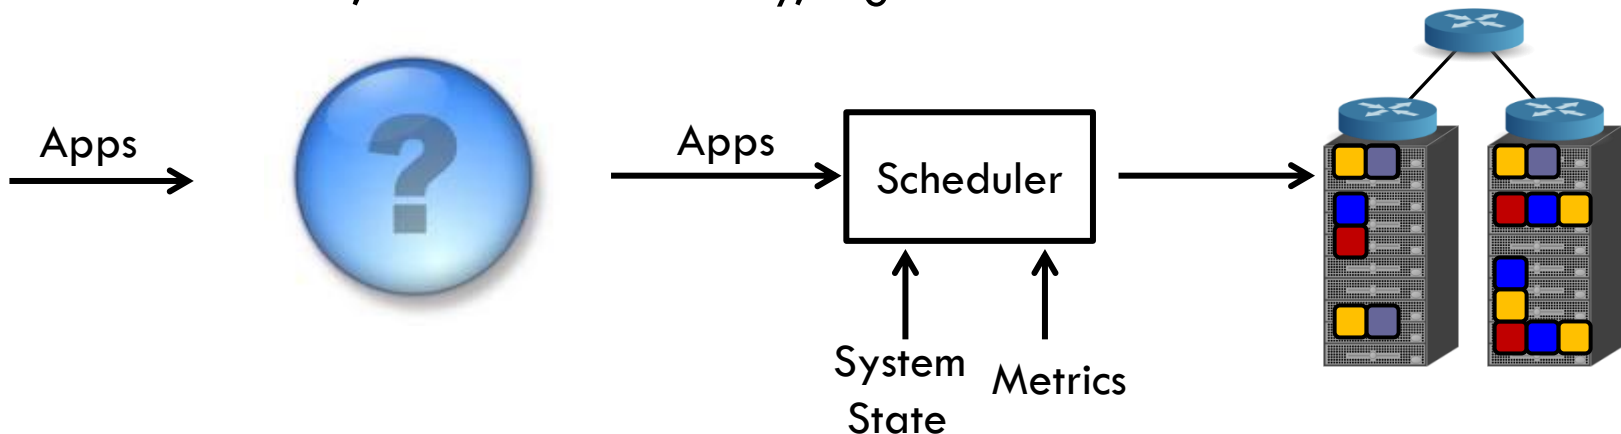 Apps
?
Apps
Scheduler
System
State
Metrics